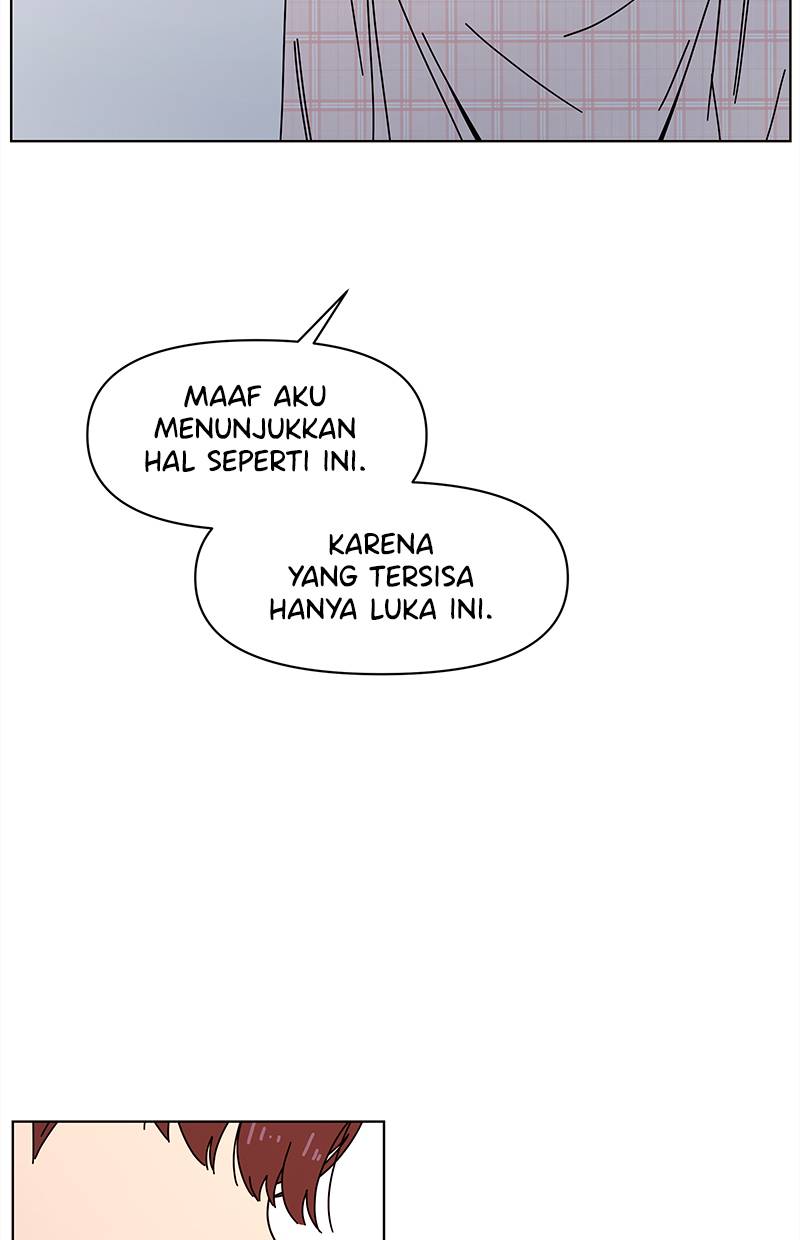 MAAF AKU
MENUNJUKKAN
HAL SEPERTI INI.
KARENA
YANG TERSISA
HANYA LUKA INI.